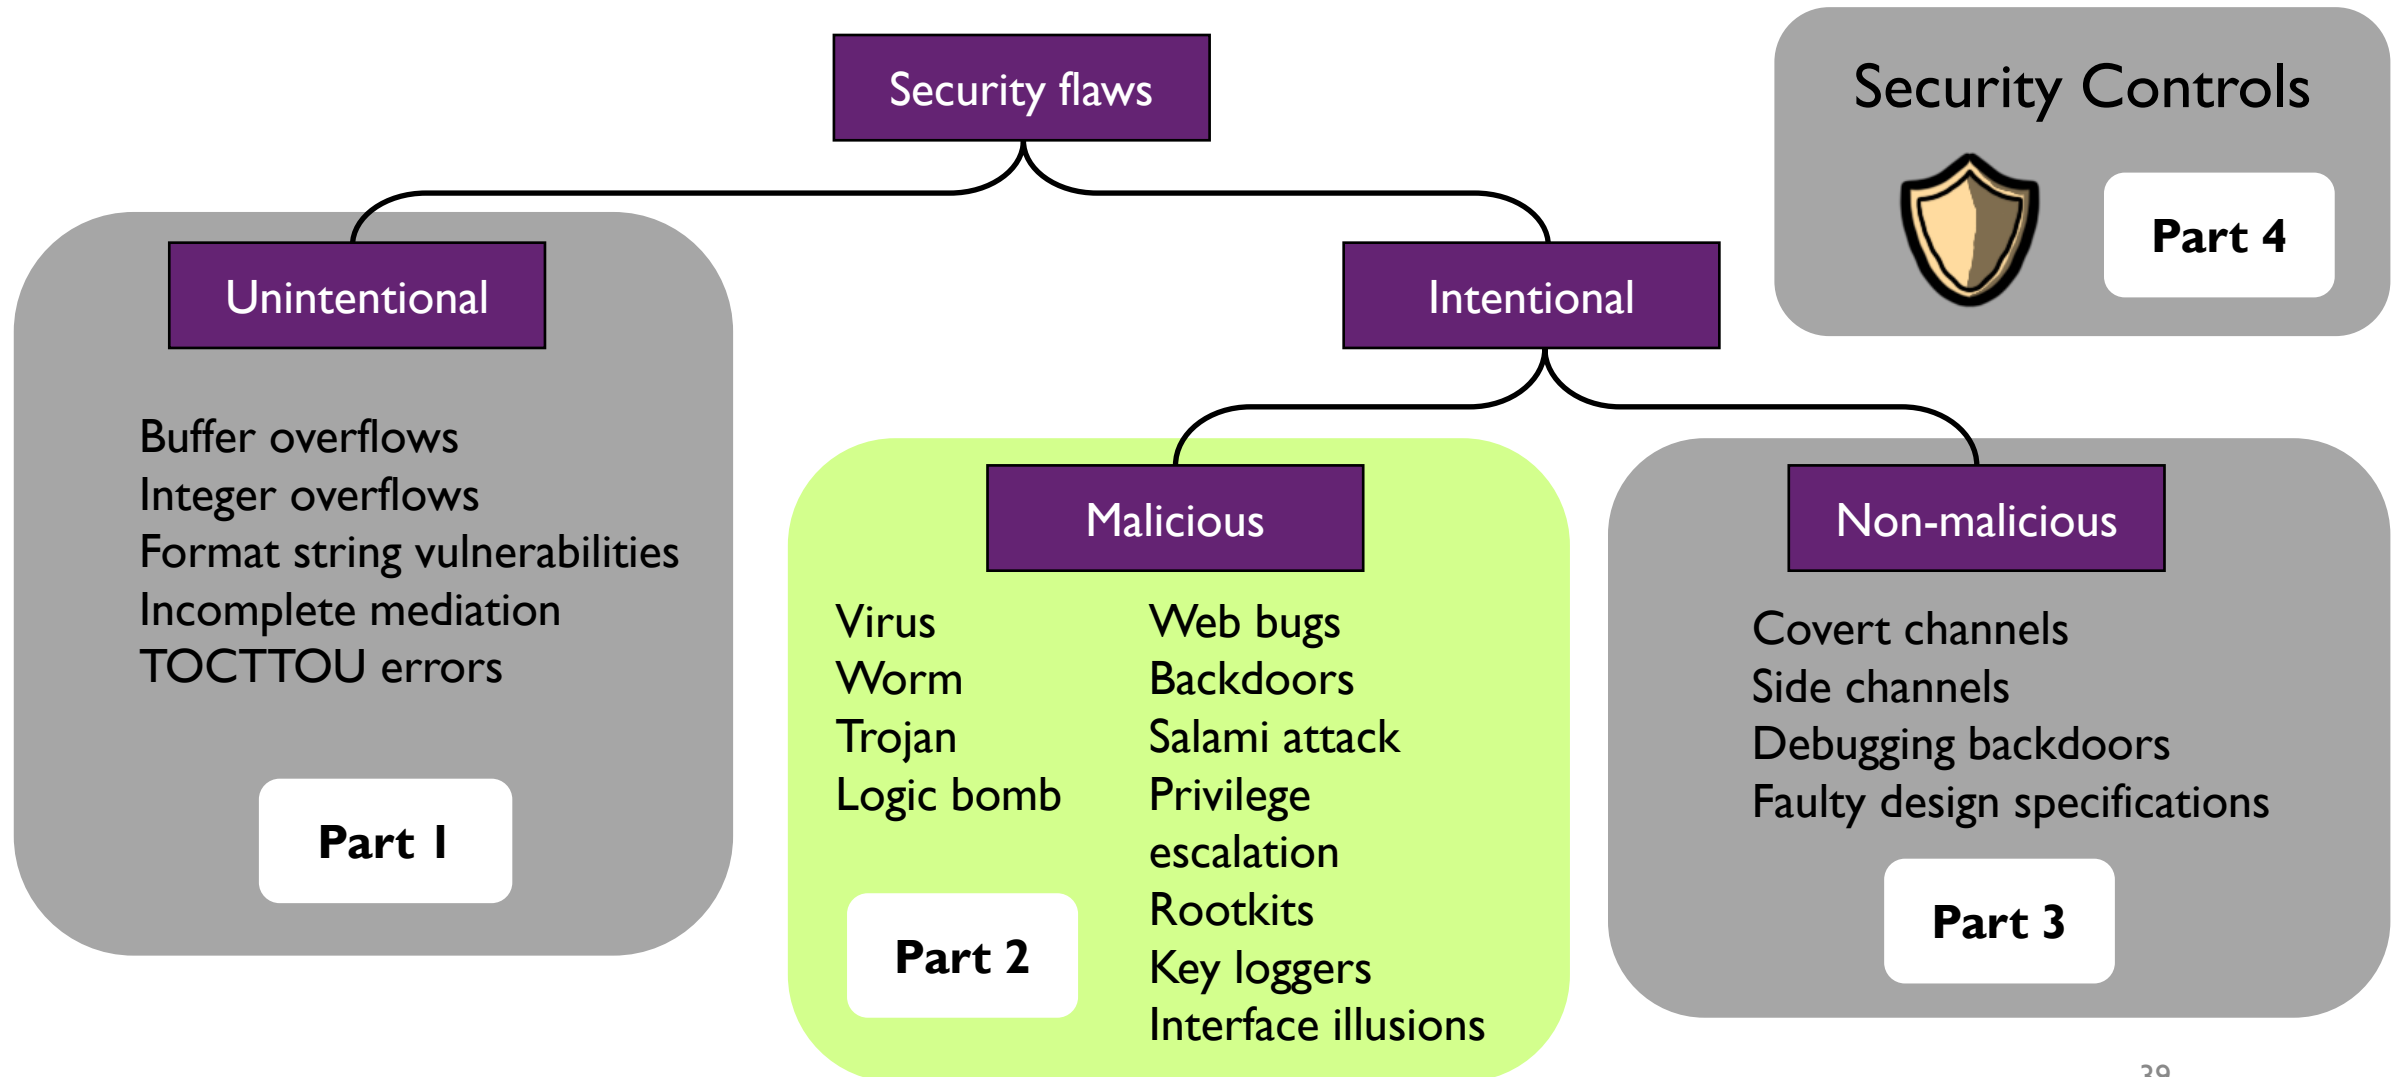 Security flaws
Security Controls
Part 4
Unintentional
Intentional
Buffer overflows
Integer overflows
Format string vulnerabilities
Incomplete mediation
TOCTTOU errors
Part 1
Malicious
Virus
Worm
Trojan
Logic bomb
Part 2
Web bugs
Backdoors
Salami attack
Privilege
escalation
Rootkits
Key loggers
Interface illusions
Non-malicious
Covert channels
Side channels
Debugging backdoors
Faulty design specifications
Part 3
39